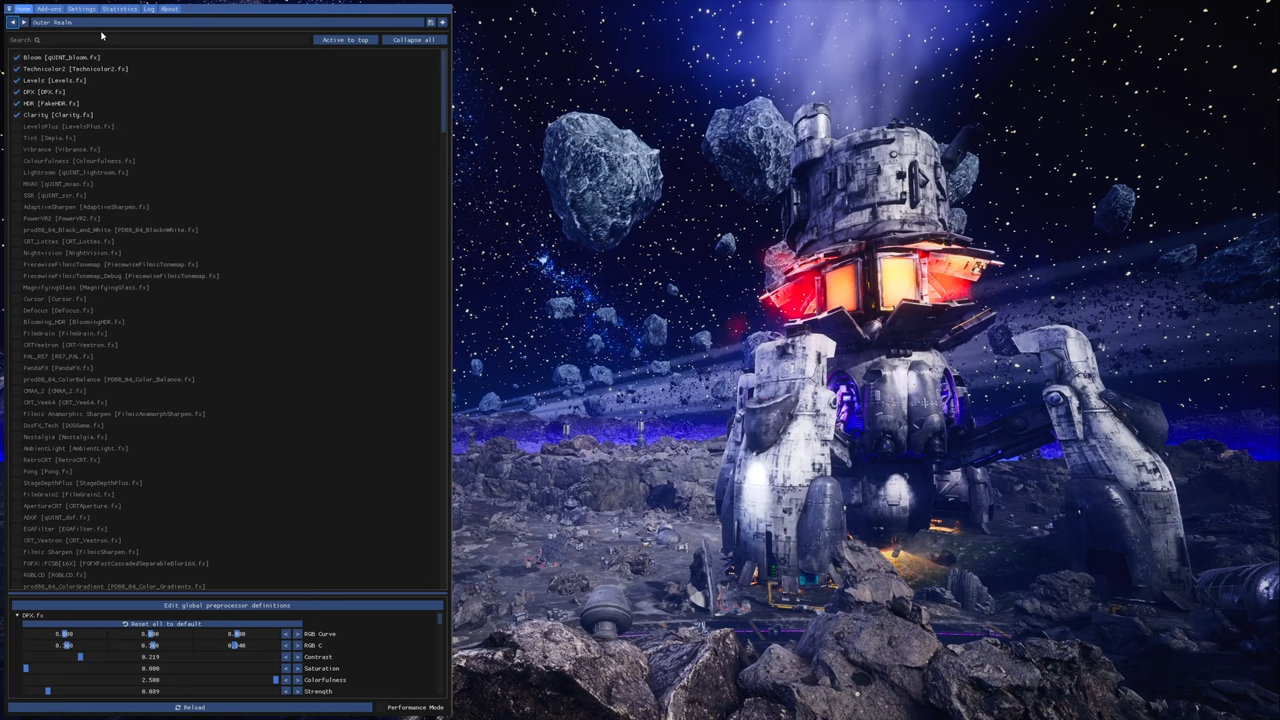 Home Add-ons Settings Statistics Log About
Outer Realm
Search
Active to top
Collapse all
Bloom [qUINT_bloom.fx]
Technicolor2 [Technicolor2.fx]
Levels [Levels.fx]
DPX [DPX.fx]
HDR [FakeHDR.fx]
Clarity [Clarity.fx]
LevelsPlus [LevelsPlus.fx]
Tint [Sepia.fx]
Vibrance [Vibrance.fx]
Colourfulness [Colourfulness.fx]
Lightroom [qUINT_lightroom.fx]
MXAO [qUINT_mxao.fx]
SSR [qUINT_ssr.fx]
AdaptiveSharpen [AdaptiveSharpen.fx]
PowerVR2 [PowerVR2.fx]
prod80_04_Black_and_White [PD80_04_BlacknWhite.fx]
CRT_Lottes [CRT_Lottes.fx]
Nightvision [NightVision.fx]
PiecewiseFilmicTonemap [PiecewiseFilmicTonemap.fx]
PiecewiseFilmicTonemap_Debug [PiecewiseFilmicTonemap.fx]
MagnifyingGlass [MagnifyingGlass.fx]
Cursor [Cursor.fx]
Defocus [Defocus.fx]
Blooming_HDR [BloomingHDR.fx]
FilmGrain [FilmGrain.fx]
CRTYeetron [CRT-Yeetron.fx]
PAL_R57 [R57_PAL.fx]
PandaFX [PandaFX.fx]
prod80_04_ColorBalance [PD80_04_Color_Balance.fx]
CMAA_2 [CMAA_2.fx]
CRT_Yee64 [CRT_Yee64.fx]
Filmic Anamorphic Sharpen [FilmicAnamorphSharpen.fx]
DosFX_Tech [DOSGame.fx]
Nostalgia [Nostalgia.fx]
AmbientLight [AmbientLight.fx]
RetroCRT [RetroCRT.fx]
Pong [Pong.fx]
StageDepthPlus [StageDepthPlus.fx]
FilmGrain2 [FilmGrain2.fx]
ApertureCRT [CRTAperture.fx]
ADOF [qUINT_dof.fx]
EGAfilter [EGAfilter.fx]
CRT_Yeetron [CRT_Yeetron.fx]
Filmic Sharpen [FilmicSharpen.fx]
FGFX::FCSB[16X] [FGFXFastCascadedSeparableBlur16X.fx]
RGBLCD [RGBLCD.fx]
prod80_04_ColorGradient [PD80_04_Color_Gradients.fx]
Edit global preprocessor definitions
DPX.fx
Reset all to default
RGB Curve
RGB C
0.219 < > Contrast
0.000 < > Saturation
2.500 < > Colorfulness
0.089 < > Strength
Reload
Performance Mode